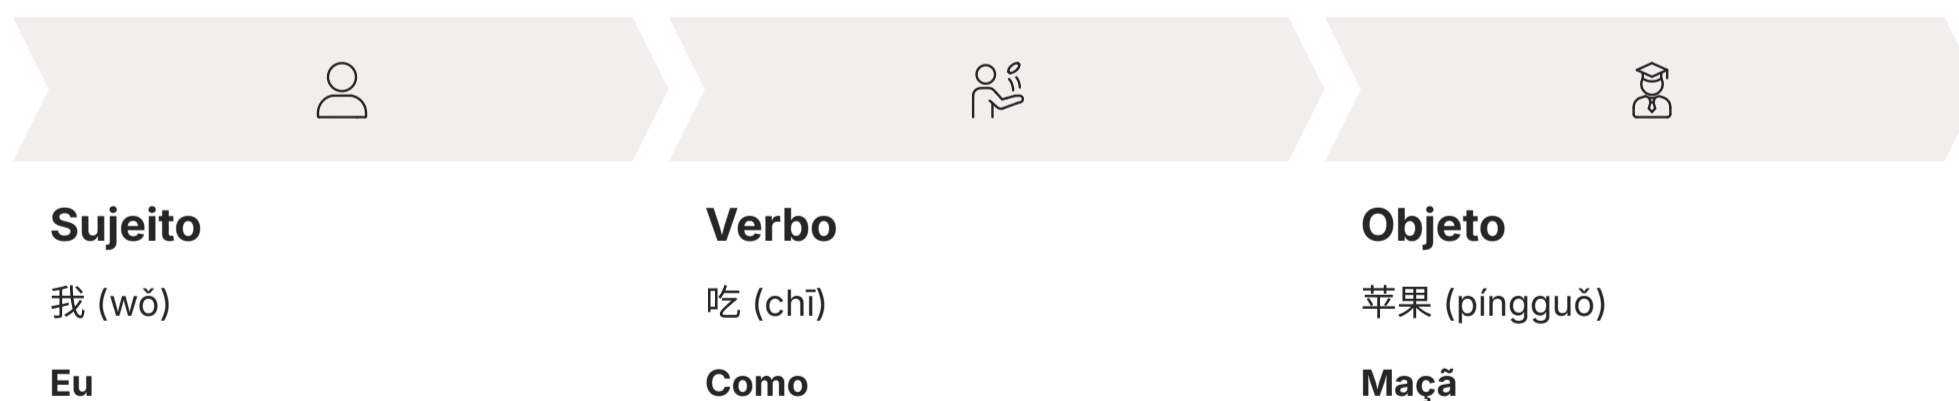 Sujeito
我 (wǒ)
Eu
Verbo
吃 (chī)
Como
Objeto
苹果 (píngguǒ)
Maçã